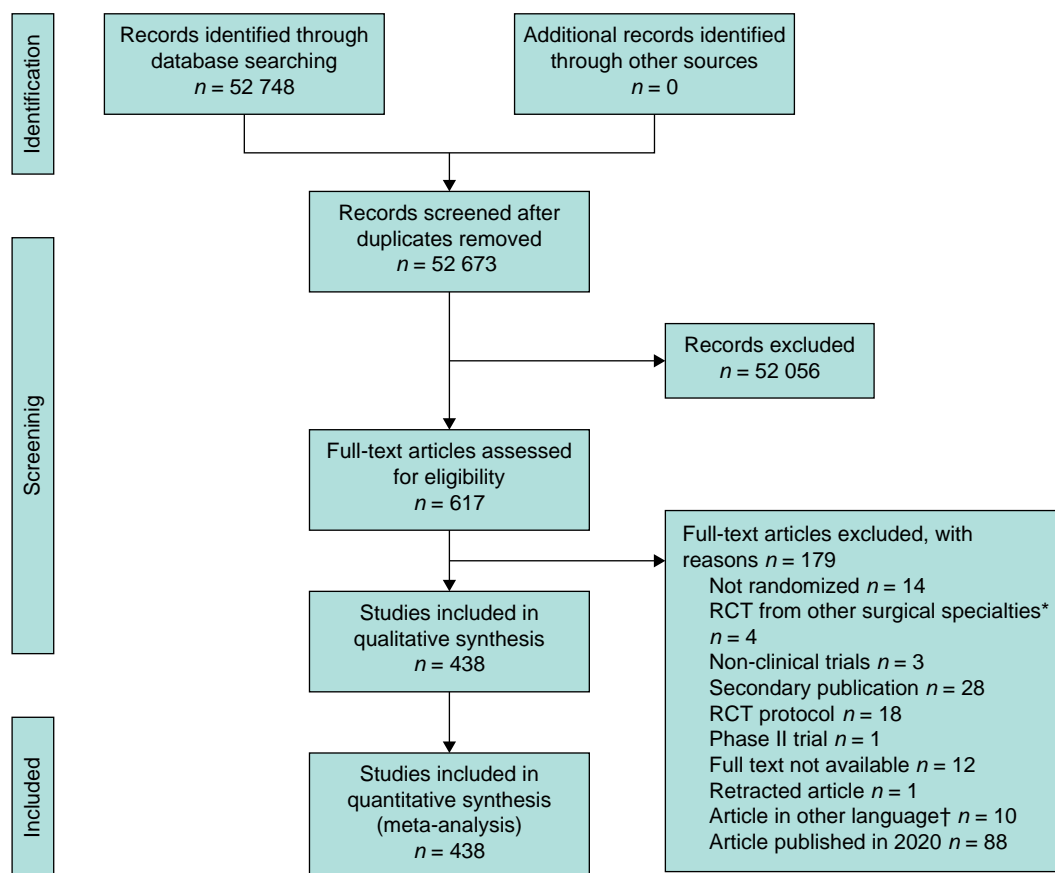 Identification
Records identified through
database searching
n = 52 748
Additional records identified
through other sources
n = 0
Screeninig
Records screened after
duplicates removed
n = 52 673
Records excluded
n = 52 056
Full-text articles assessed
for eligibility
n = 617
Full-text articles excluded, with
reasons n = 179
Not randomized n = 14
RCT from other surgical specialties*
n = 4
Non-clinical trials n = 3
Secondary publication n = 28
RCT protocol n = 18
Phase II trial n = 1
Full text not available n = 12
Retracted article n = 1
Article in other language† n = 10
Article published in 2020 n = 88
Studies included in
qualitative synthesis
n = 438
Included
Studies included in
quantitative synthesis
(meta-analysis)
n = 438